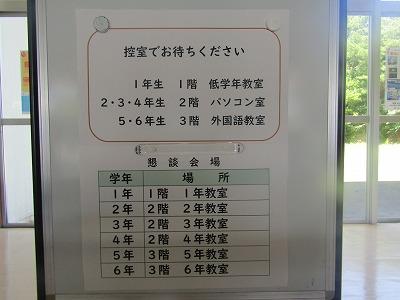 控室でお待ちください
1年生 1階 低学年教室
2・3・4年生 2階 パソコン室
5・6年生 3階 外国語教室
懇談会場
学年 場所
1年 1階 1年教室
2年 2階 2年教室
3年 2階 3年教室
4年 2階 4年教室
5年 3階 5年教室
6年 3階 6年教室